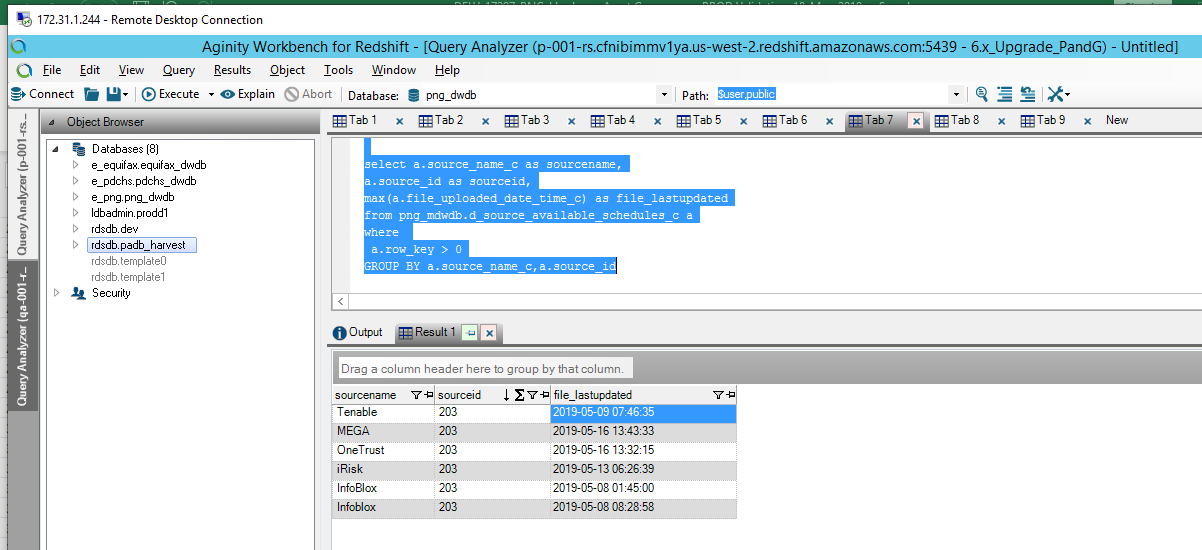 172.31.1.244 - Remote Desktop Connection
Aginity Workbench for Redshift - [Query Analyzer (p-001-rs.cfnibimmv1ya.us-west-2.redshift.amazonaws.com:5439 - 6.x_Upgrade_PandG) - Untitled]
File Edit View Query Results Object Tools Window Help
Connect Execute Explain Abort Database: png_dwdb Path: $user,public
Query Analyzer (p-001-rs...
Query Analyzer (qa-001-r...
Object Browser
Databases (8)
e_equifax.equifax_dwdb
e_pdchs.pdchs_dwdb
e_png.png_dwdb
ldbadmin.prodd1
rdsdb.dev
rdsdb.padb_harvest
rdsdb.template0
rdsdb.template1
Security
Tab 1 Tab 2 Tab 3 Tab 4 Tab 5 Tab 6 Tab 7 Tab 8 Tab 9 New
select a.source_name_c as sourcename,
a.source_id as sourceid,
max(a.file_uploaded_date_time_c) as file_lastupdated
from png_mdwdb.d_source_available_schedules_c a
where
a.row_key > 0
GROUP BY a.source_name_c,a.source_id
Output Result 1
Drag a column header here to group by that column.
sourcename sourceid file_lastupdated
Tenable 203 2019-05-09 07:46:35
MEGA 203 2019-05-16 13:43:33
OneTrust 203 2019-05-16 13:32:15
iRisk 203 2019-05-13 06:26:39
InfoBlox 203 2019-05-08 01:45:00
Infoblox 203 2019-05-08 08:28:58